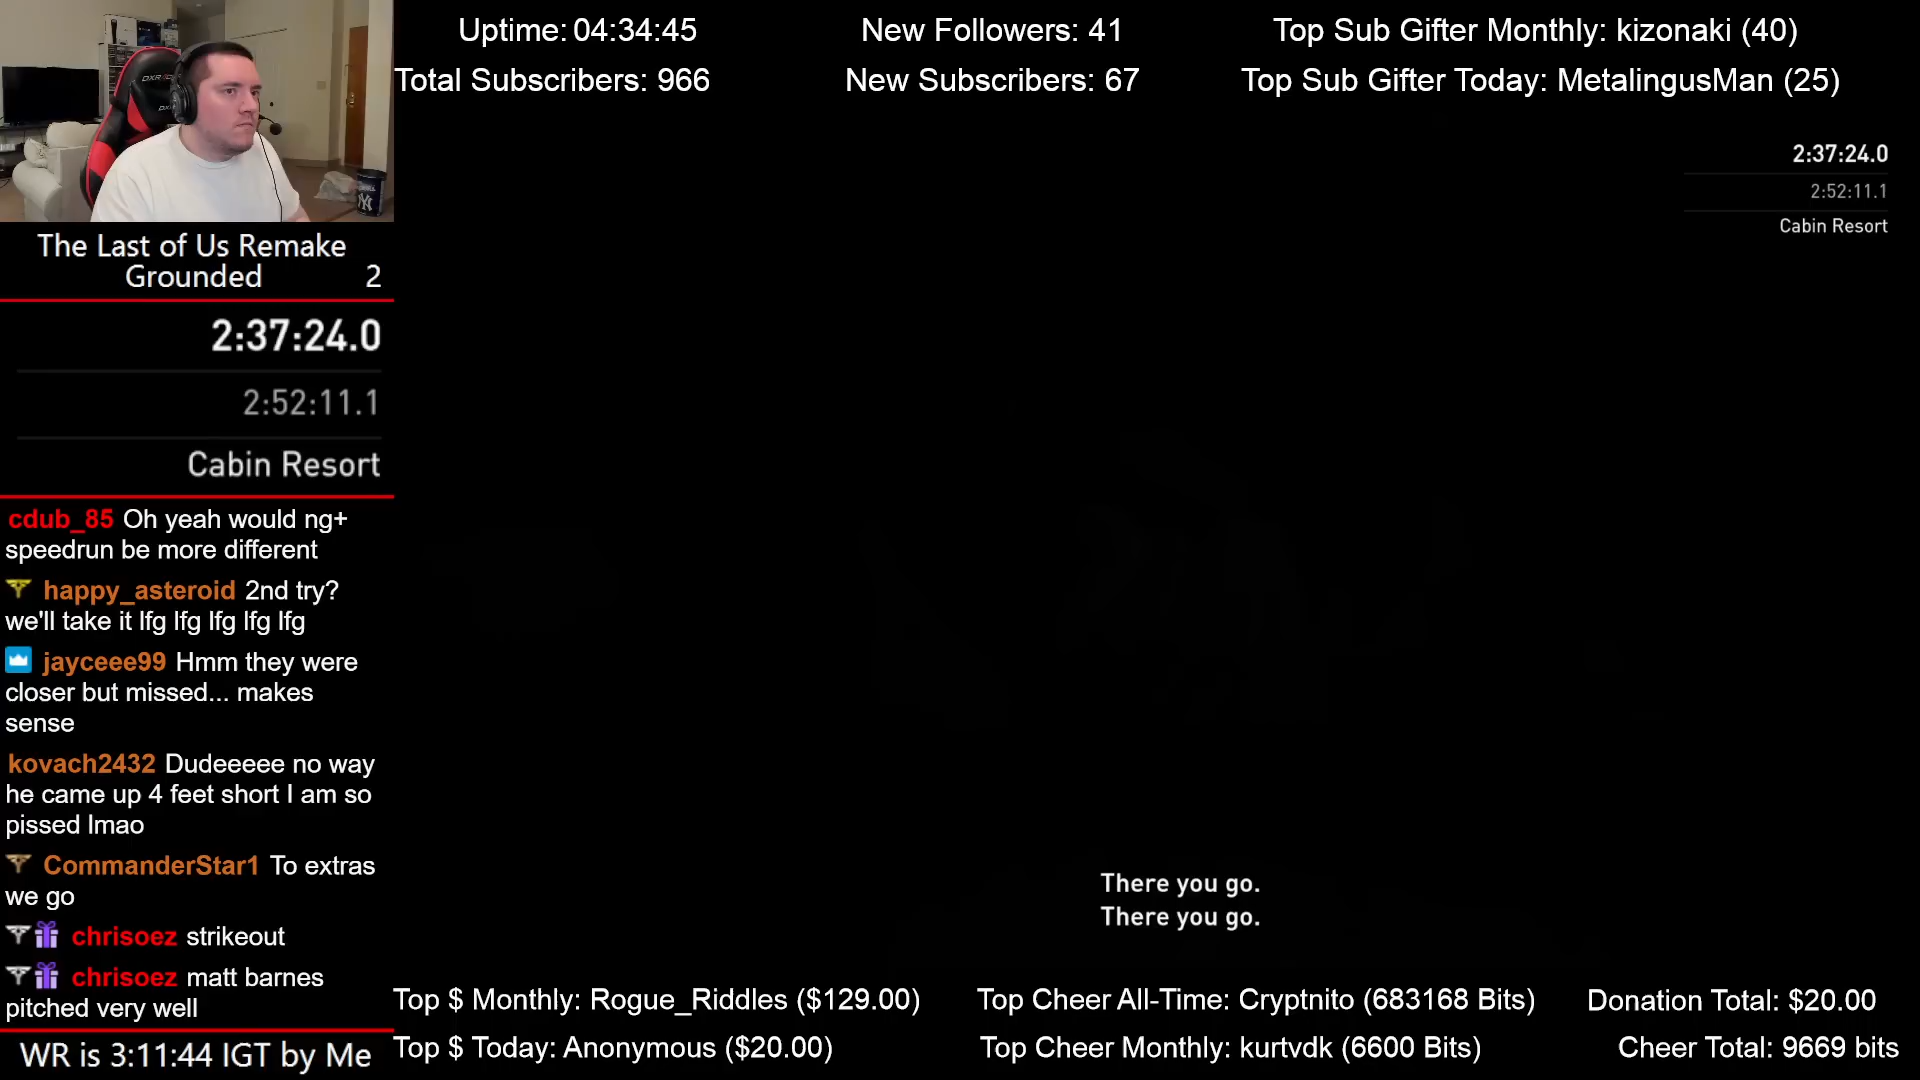 Uptime: 04:34:45
New Followers: 41
Top Sub Gifter Monthly: kizonaki (40)
Total Subscribers: 966
New Subscribers: 67
Top Sub Gifter Today: MetalingusMan (25)
2:37:24.0
2:52:11.1
Cabin Resort
The Last of Us Remake
Grounded 2
2:37:24.0
2:52:11.1
Cabin Resort
cdub_85 Oh yeah would ng+
speedrun be more different
happy_asteroid 2nd try?
we'll take it lfg lfg lfg lfg lfg
jayceee99 Hmm they were
closer but missed... makes
sense
kovach2432 Dudeeeee no way
he came up 4 feet short I am so
pissed lmao
CommanderStar1 To extras
we go
chrisoez strikeout
chrisoez matt barnes
pitched very well
WR is 3:11:44 IGT by Me
There you go.
There you go.
Top $ Monthly: Rogue_Riddles ($129.00)
Top Cheer All-Time: Cryptnito (683168 Bits)
Donation Total: $20.00
Top $ Today: Anonymous ($20.00)
Top Cheer Monthly: kurtvdk (6600 Bits)
Cheer Total: 9669 bits